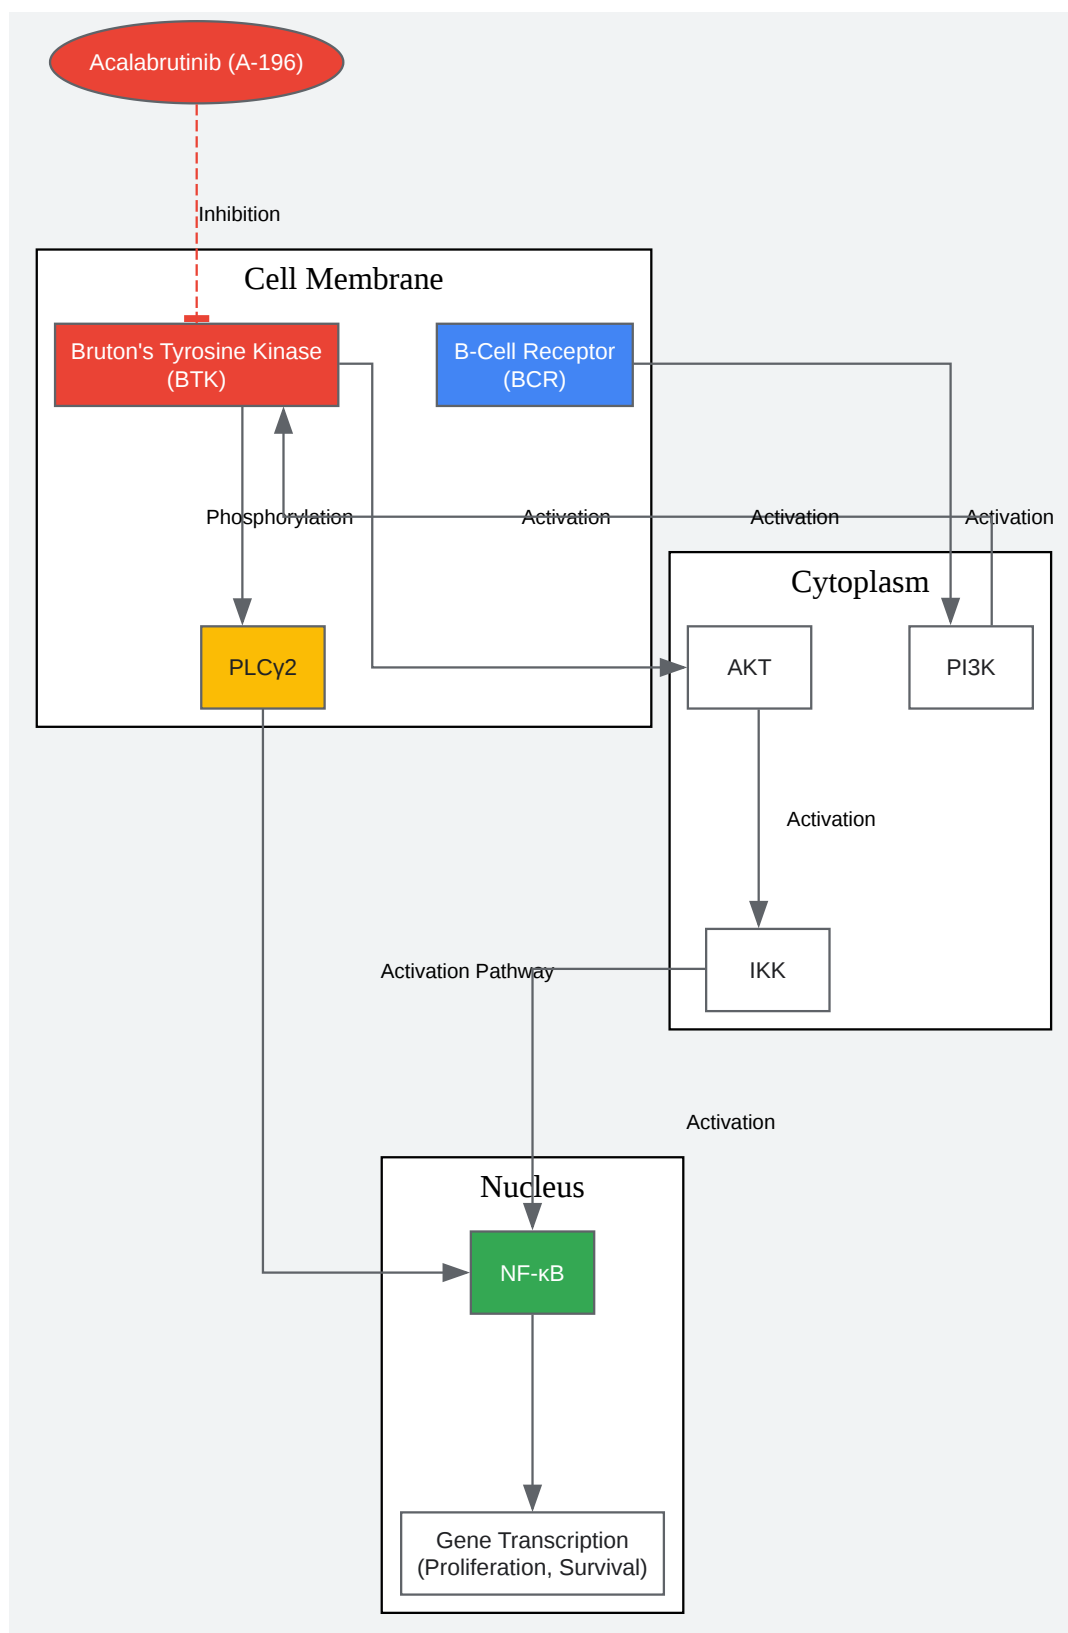 Acalabrutinib (A-196)
Inhibition
Cell Membrane
Bruton's Tyrosine Kinase
(BTK)
B-Cell Receptor
(BCR)
Phosphorylation
Activation
Activation
Activation
Cytoplasm
PLCγ2
AKT
PI3K
Activation
Activation Pathway
IKK
Activation
Nucleus
NF-κB
Gene Transcription
(Proliferation, Survival)